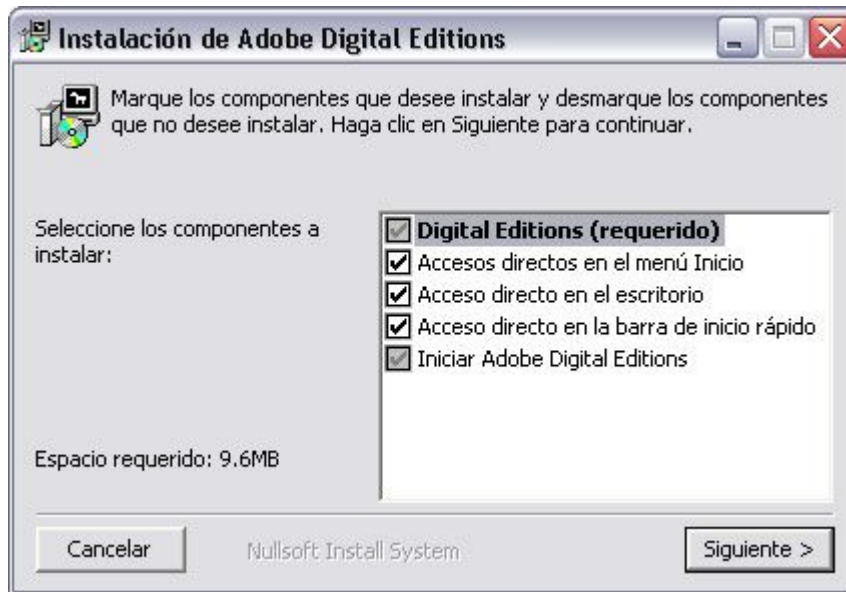 Instalación de Adobe Digital Editions
Marque los componentes que desee instalar y desmarque los componentes
que no desee instalar. Haga clic en Siguiente para continuar.
Seleccione los componentes a
instalar:
Digital Editions (requerido)
Accesos directos en el menú Inicio
Acceso directo en el escritorio
Acceso directo en la barra de inicio rápido
Iniciar Adobe Digital Editions
Espacio requerido: 9.6MB
Cancelar
Nullsoft Install System
Siguiente >